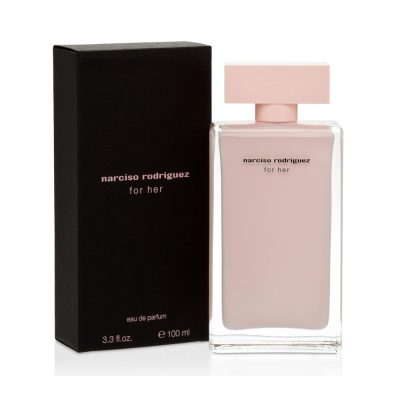 narciso rodriguez
for her
eau de parfum
3.3 fl.oz. ℮ 100 ml
narciso rodriguez
for her